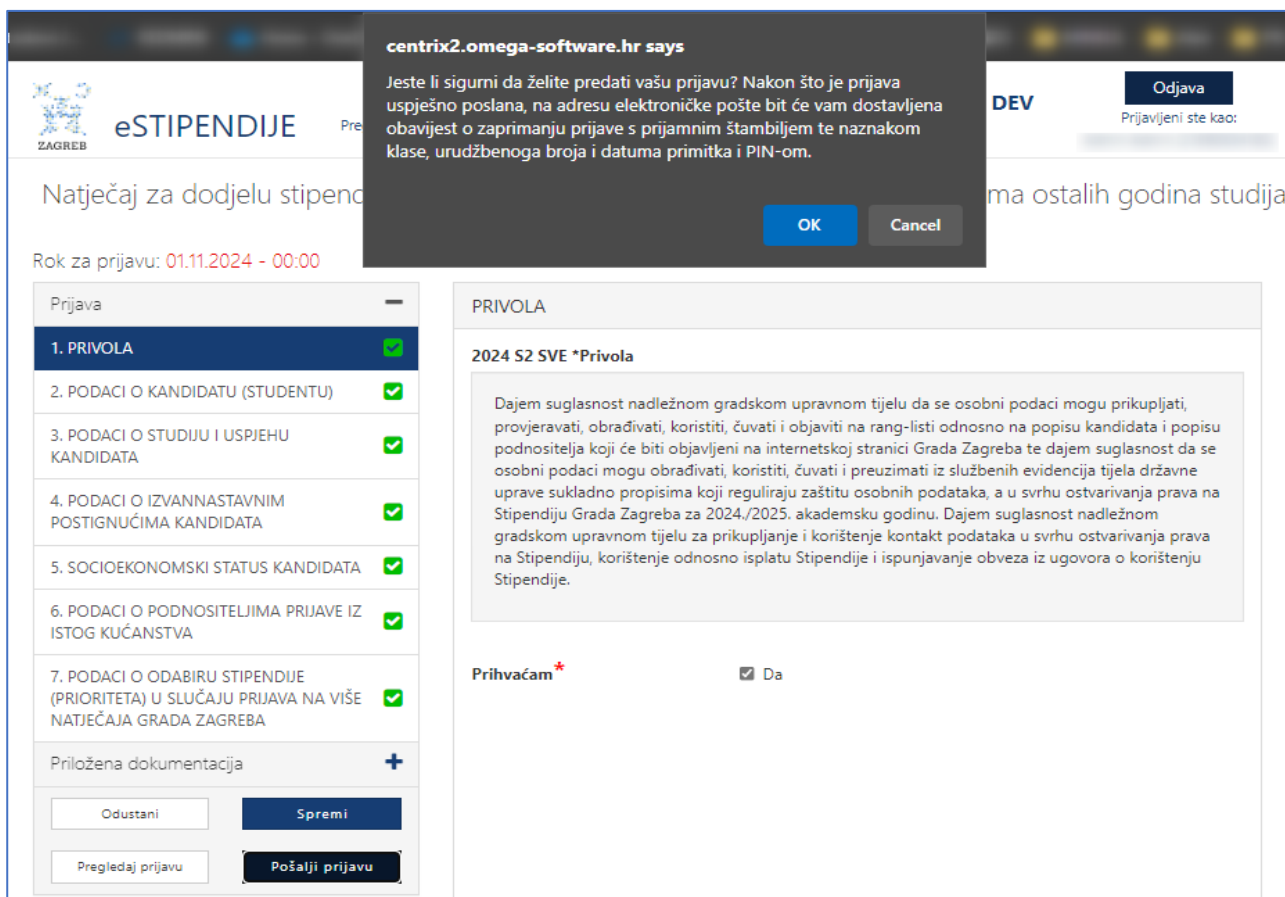 centrix2.omega-software.hr says
Jeste li sigurni da želite predati vašu prijavu? Nakon što je prijava
uspješno poslana, na adresu elektroničke pošte bit će vam dostavljena
obavijest o zaprimanju prijave s prijamnim štambiljem te naznakom
klase, urudžbenoga broja i datuma primitka i PIN-om.
OK Cancel
ZAGREB
eSTIPENDIJE
Pre
DEV
Odjava
Prijavljeni ste kao:
Natječaj za dodjelu stipend
ma ostalih godina studija
Rok za prijavu: 01.11.2024 - 00:00
Prijava
1. PRIVOLA
2. PODACI O KANDIDATU (STUDENTU)
3. PODACI O STUDIJU I USPJEHU
KANDIDATA
4. PODACI O IZVANNASTAVNIM
POSTIGNUĆIMA KANDIDATA
5. SOCIOEKONOMSKI STATUS KANDIDATA
6. PODACI O PODNOSITELJIMA PRIJAVE IZ
ISTOG KUĆANSTVA
7. PODACI O ODABIRU STIPENDIJE
(PRIORITETA) U SLUČAJU PRIJAVA NA VIŠE
NATJEČAJA GRADA ZAGREBA
Priložena dokumentacija
Odustani Spremi
Pregledaj prijavu Pošalji prijavu
PRIVOLA
2024 S2 SVE *Privola
Dajem suglasnost nadležnom gradskom upravnom tijelu da se osobni podaci mogu prikupljati,
provjeravati, obrađivati, koristiti, čuvati i objaviti na rang-listi odnosno na popisu kandidata i popisu
podnositelja koji će biti objavljeni na internetskoj stranici Grada Zagreba te dajem suglasnost da se
osobni podaci mogu obrađivati, koristiti, čuvati i preuzimati iz službenih evidencija tijela državne
uprave sukladno propisima koji reguliraju zaštitu osobnih podataka, a u svrhu ostvarivanja prava na
Stipendiju Grada Zagreba za 2024./2025. akademsku godinu. Dajem suglasnost nadležnom
gradskom upravnom tijelu za prikupljanje i korištenje kontakt podataka u svrhu ostvarivanja prava
na Stipendiju, korištenje odnosno isplatu Stipendije i ispunjavanje obveza iz ugovora o korištenju
Stipendije.
Prihvaćam* Da